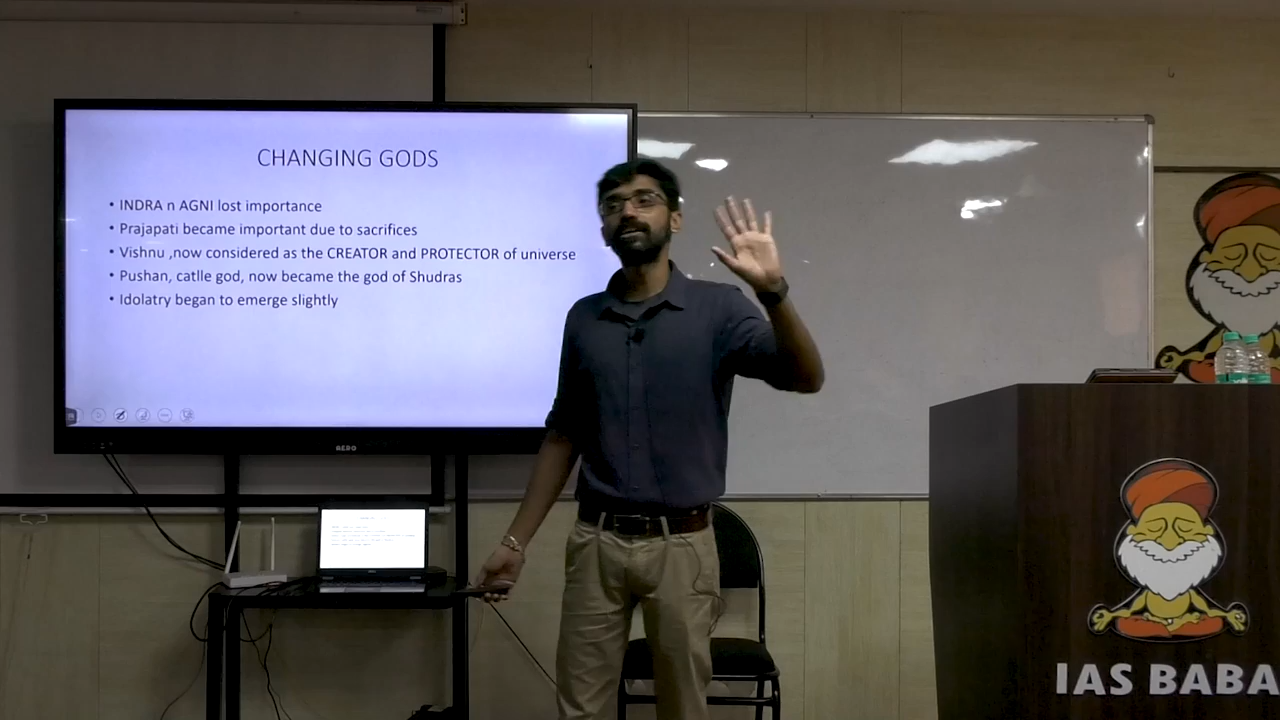 CHANGING GODS
• INDRA n AGNI lost importance
• Prajapati became important due to sacrifices
• Vishnu ,now considered as the CREATOR and PROTECTOR of universe
• Pushan, catlle god, now became the god of Shudras
• Idolatry began to emerge slightly
AERO
IAS BABA